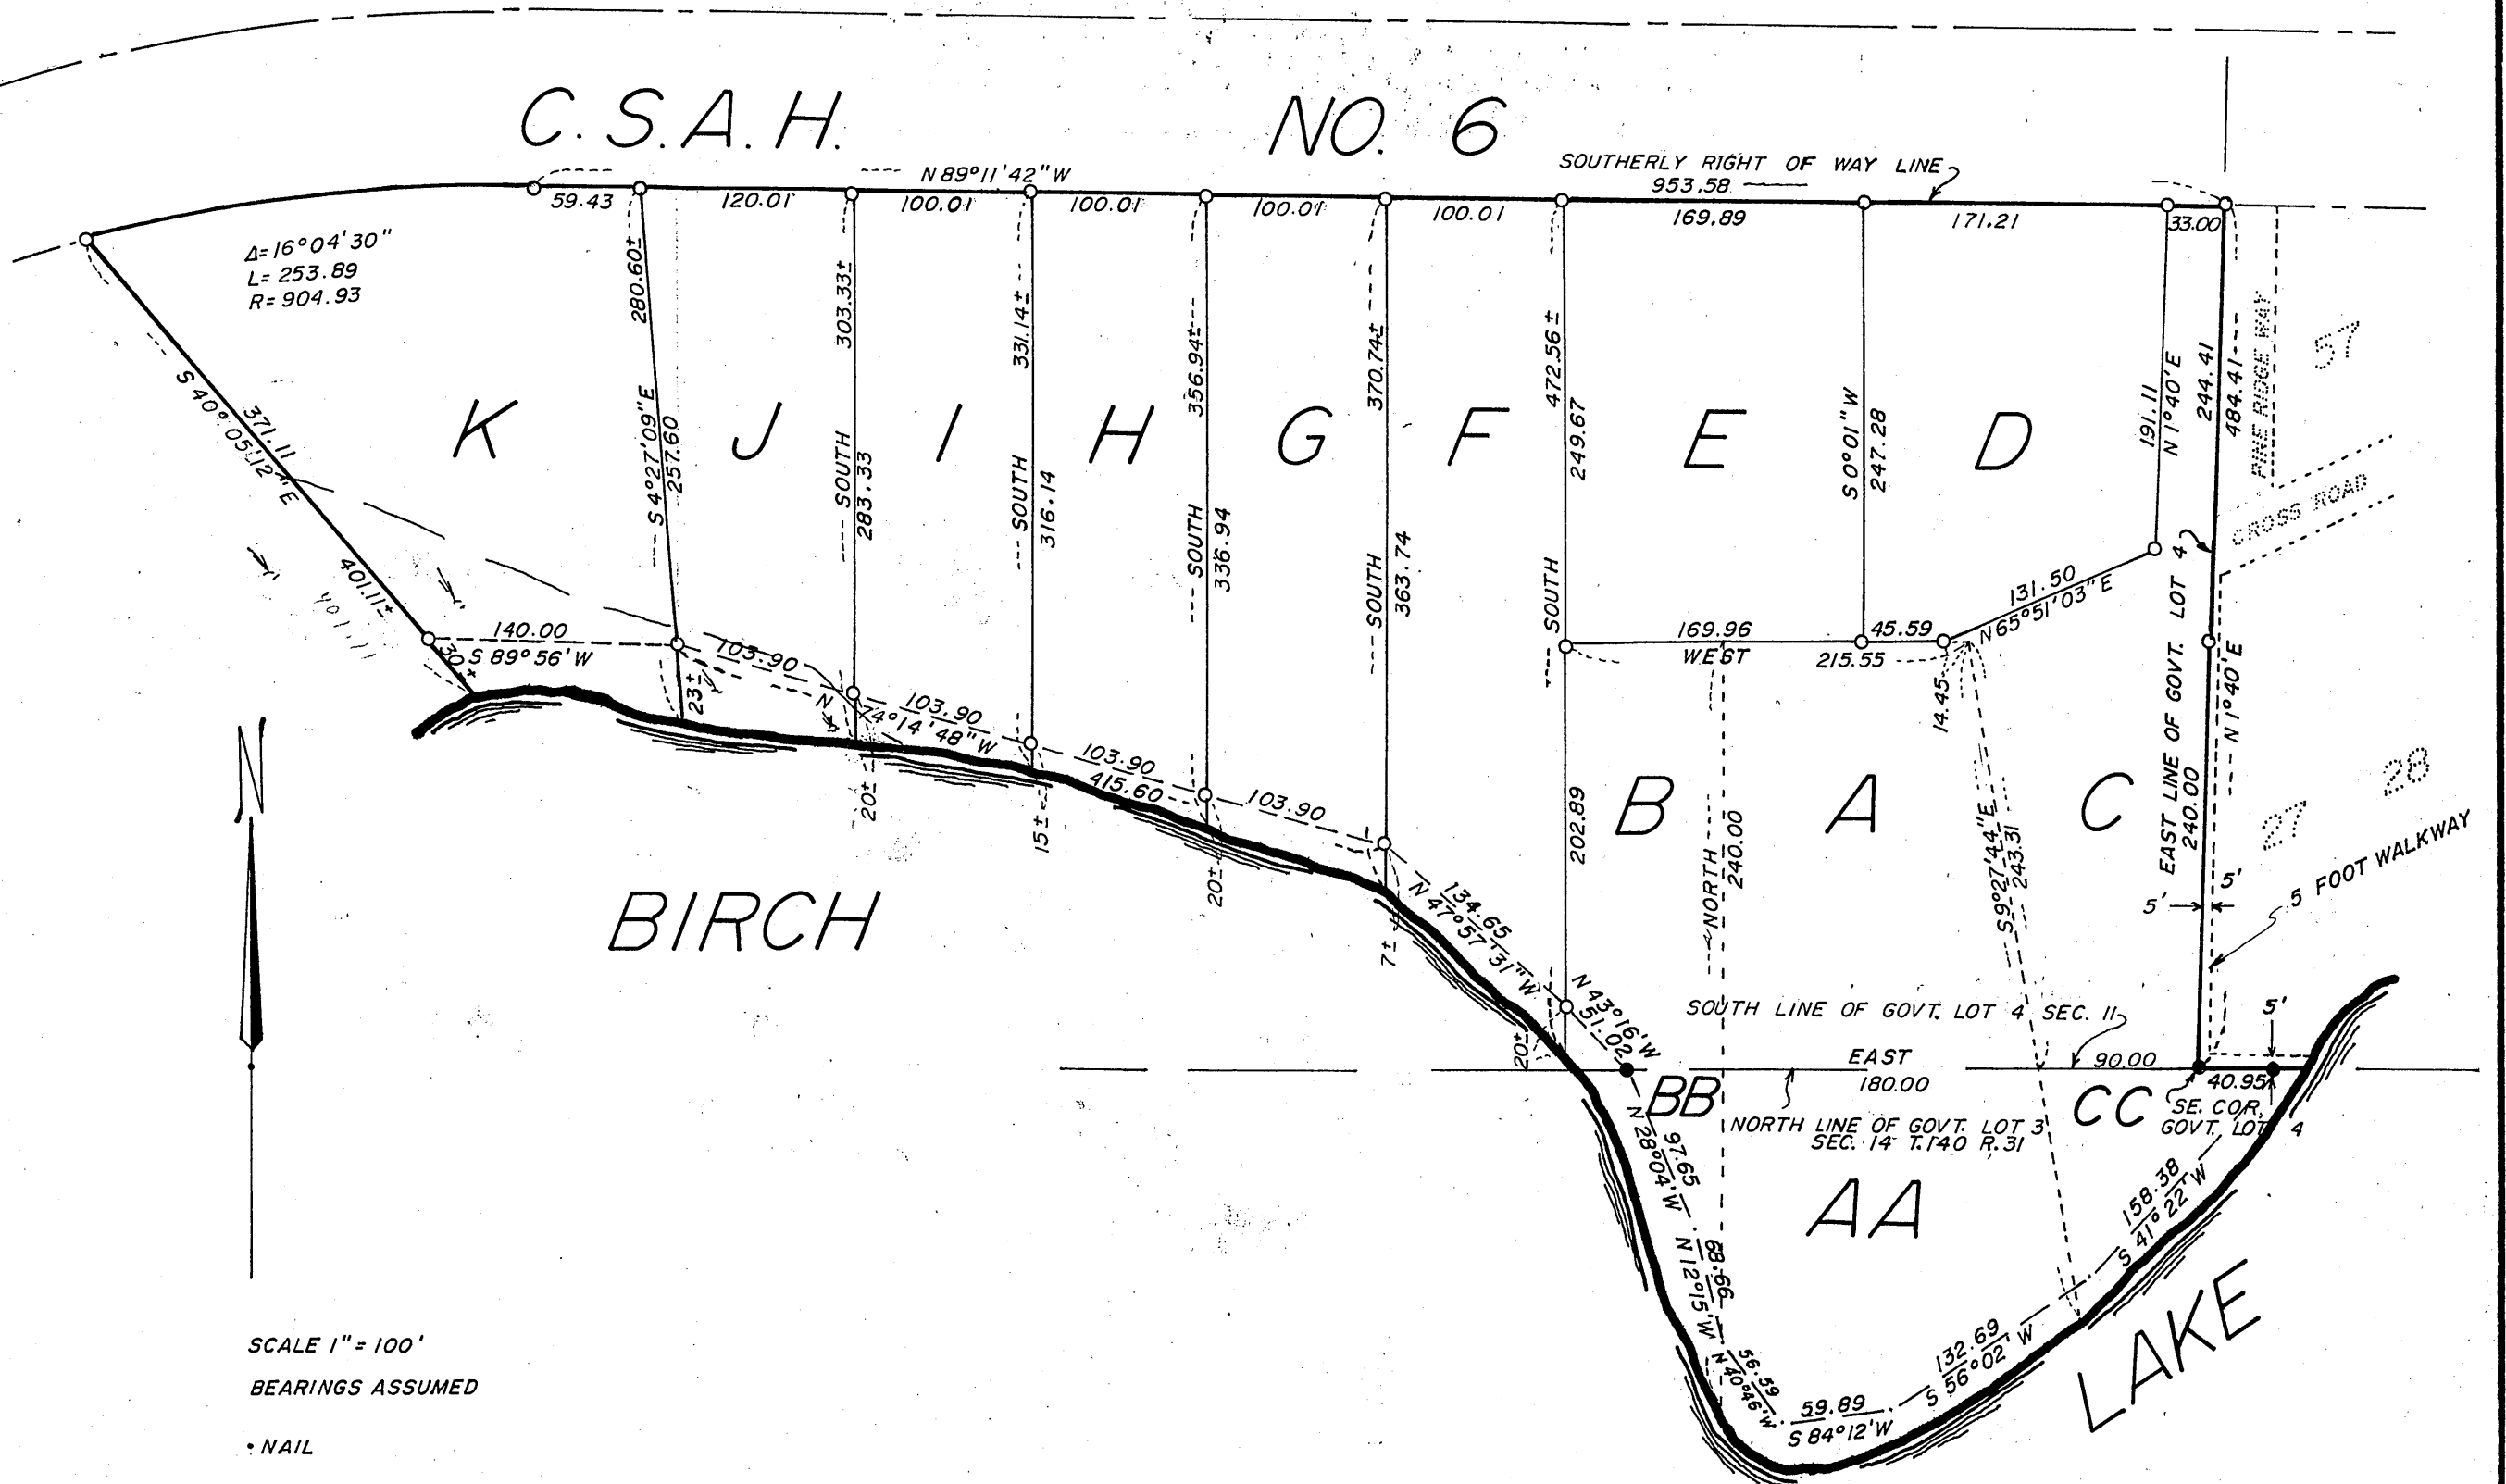 C.S.A.H. NO. 6
SOUTHERLY RIGHT OF WAY LINE
N 89°11'42" W
953.58
59.43
120.01
100.01
100.01
100.01
100.01
169.89
171.21
33.00
Δ=16°04'30"
L= 253.89
R= 904.93
280.60±
303.33±
331.14±
356.94±
370.74±
472.56±
S 40°05'12" E
371.11
401.11±
401.11
30±
S 4°27'09" E
257.60
SOUTH
283.33
SOUTH
316.14
SOUTH
336.94
SOUTH
363.74
SOUTH
249.67
S 0°01' W
247.28
191.11
N 1°40' E
244.41
484.41
PINE RIDGE WAY
57
CROSS ROAD
K
J
I
H
G
F
E
D
140.00
S 89°56' W
23±
103.90
103.90
103.90
103.90
N 74°14'48" W
415.60
20±
15±
20±
7±
20±
169.96
WEST
45.59
215.55
131.50
N 65°51'03" E
14.45
EAST LINE OF GOVT. LOT 4
240.00
N 1°40' E
B
A
C
202.89
NORTH
240.00
S 9°27'44" E
243.31
28
27
5 FOOT WALKWAY
5'
5'
5'
134.65
N 47°57'31" W
N 43°16' W
51.02
SOUTH LINE OF GOVT. LOT 4 SEC. 11
EAST
180.00
90.00
40.95
BB
CC
SE. COR.
GOVT. LOT 4
NORTH LINE OF GOVT. LOT 3
SEC. 14 T.140 R.31
AA
97.65
N 28°04' W
68.66
N 12°15' W
56.59
N 40°46' W
59.89
S 84°12' W
132.69
S 56°02' W
158.38
S 41°22' W
N
BIRCH
LAKE
SCALE 1" = 100'
BEARINGS ASSUMED
• NAIL